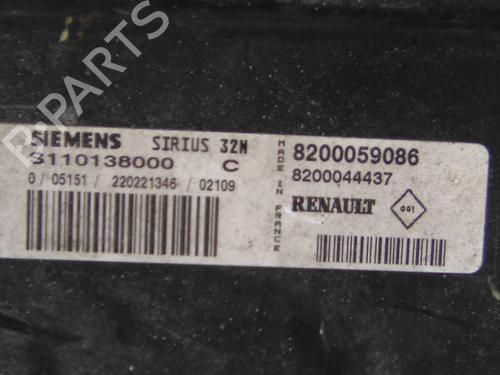 B-PARTS
SIEMENS SIRIUS 32N
S110138000 C
0 / 05151 / 220221346 / 02109
MADE IN FRANCE
8200059086
8200044437
RENAULT
001